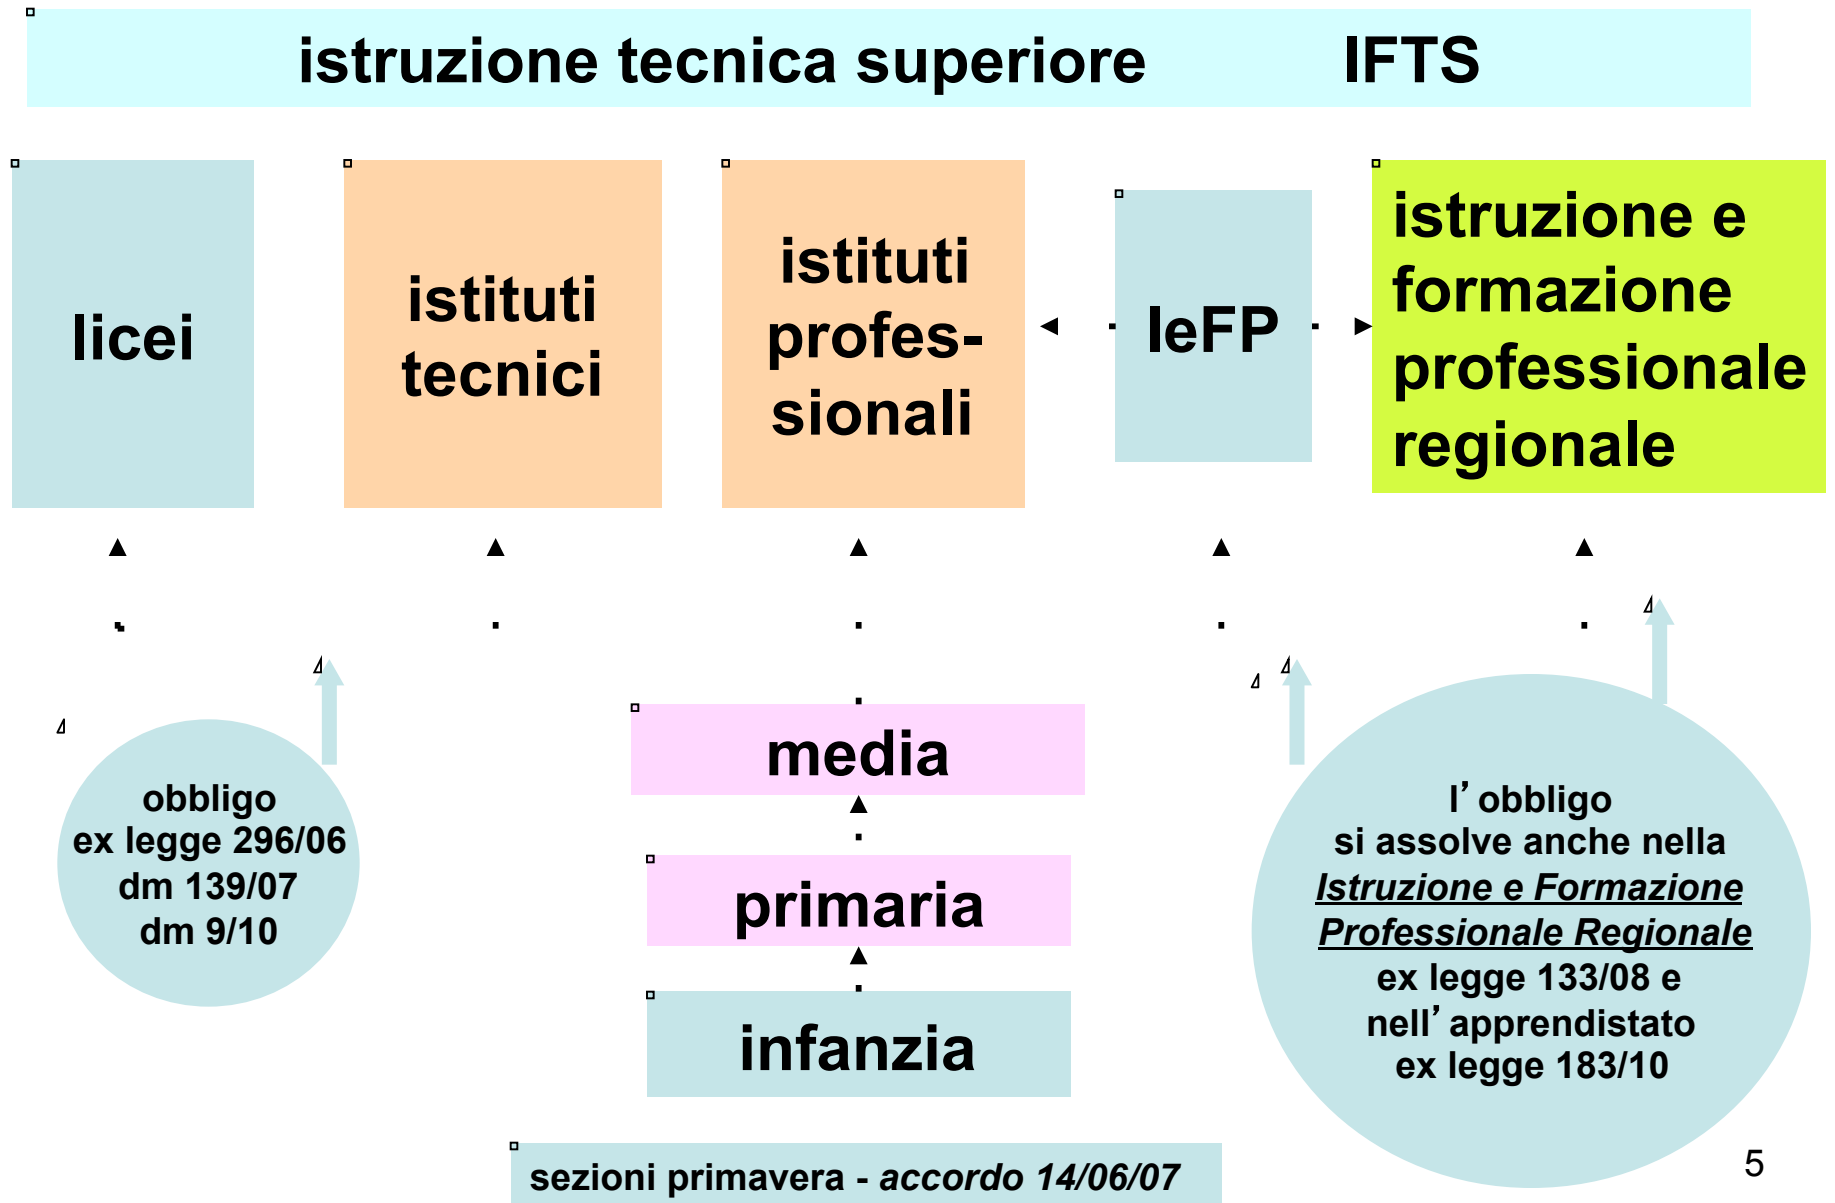 istruzione tecnica superiore IFTS
licei
istituti
tecnici
istituti
profes-
sionali
IeFP
istruzione e
formazione
professionale
regionale
obbligo
ex legge 296/06
dm 139/07
dm 9/10
media
primaria
infanzia
l’obbligo
si assolve anche nella
Istruzione e Formazione
Professionale Regionale
ex legge 133/08 e
nell’apprendistato
ex legge 183/10
sezioni primavera - accordo 14/06/07
5